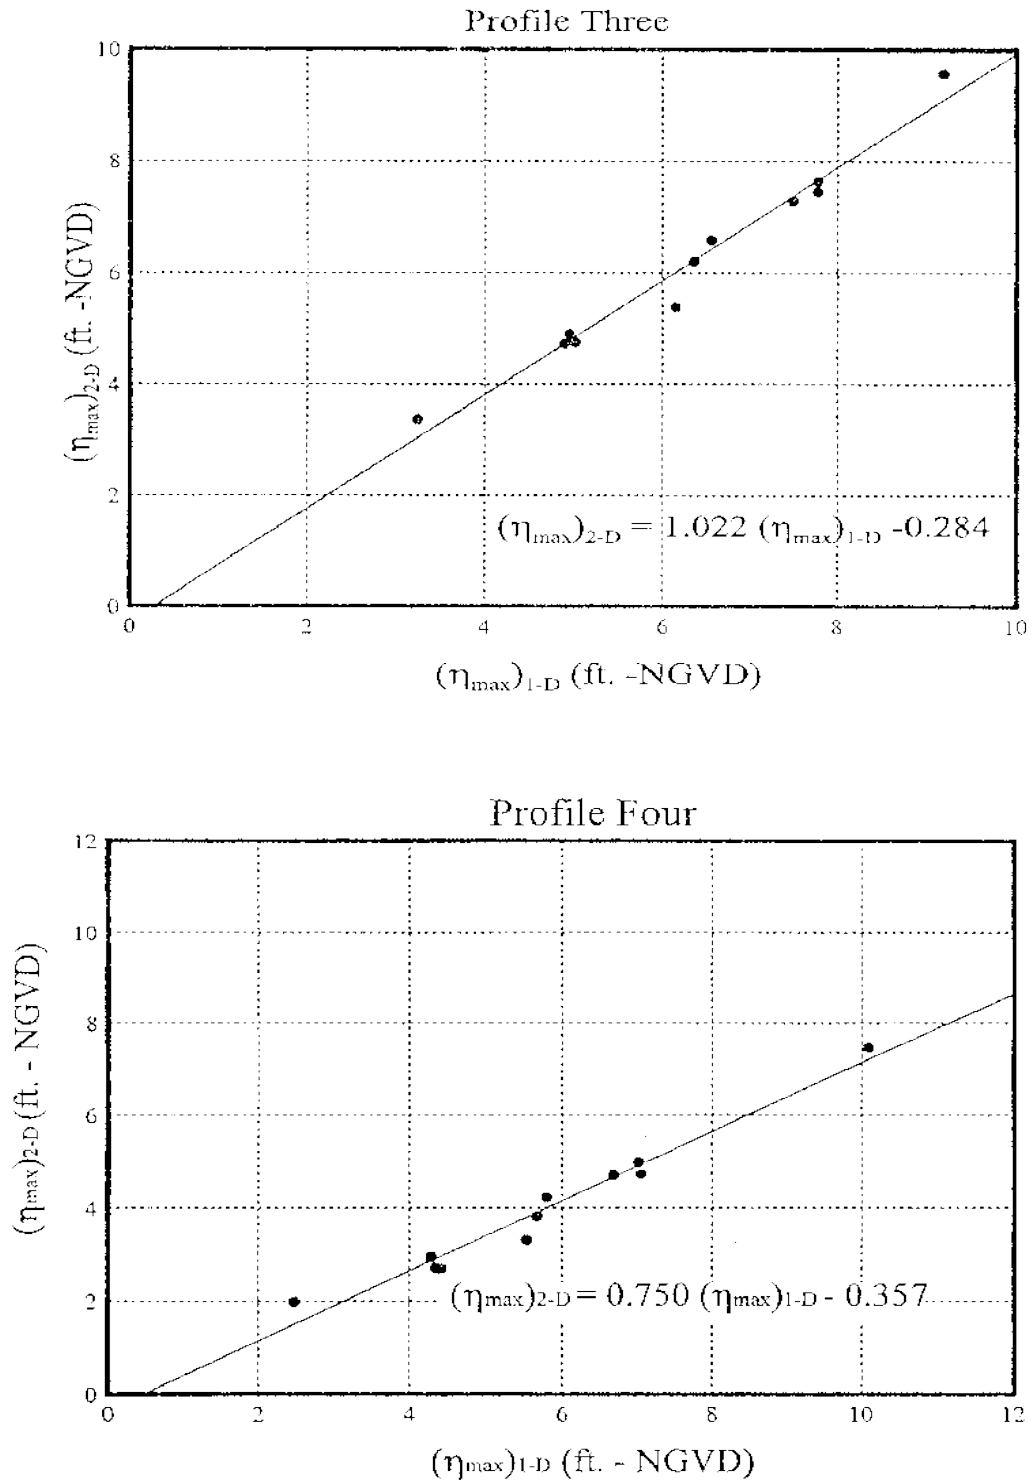 Profile Three
10
8
6
4
2
0
0 2 4 6 8 10
(ηmax)2-D (ft. -NGVD)
(ηmax)2-D = 1.022 (ηmax)1-D -0.284
(ηmax)1-D (ft. -NGVD)
Profile Four
12
10
8
6
4
2
0
0 2 4 6 8 10 12
(ηmax)2-D (ft. - NGVD)
(ηmax)2-D = 0.750 (ηmax)1-D - 0.357
(ηmax)1-D (ft. - NGVD)